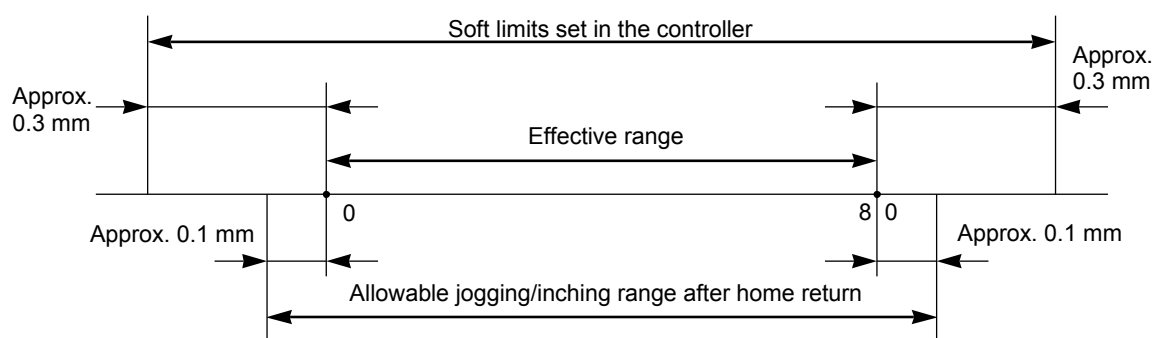 Soft limits set in the controller
Approx.
0.3 mm
Approx.
0.3 mm
Effective range
0
8 0
Approx. 0.1 mm
Approx. 0.1 mm
Allowable jogging/inching range after home return